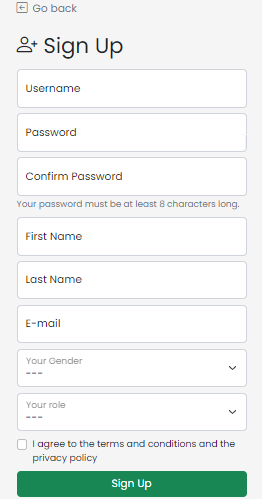 Go back
Sign Up
Username
Password
Confirm Password
Your password must be at least 8 characters long.
First Name
Last Name
E-mail
Your Gender
---
Your role
---
I agree to the terms and conditions and the
privacy policy
Sign Up